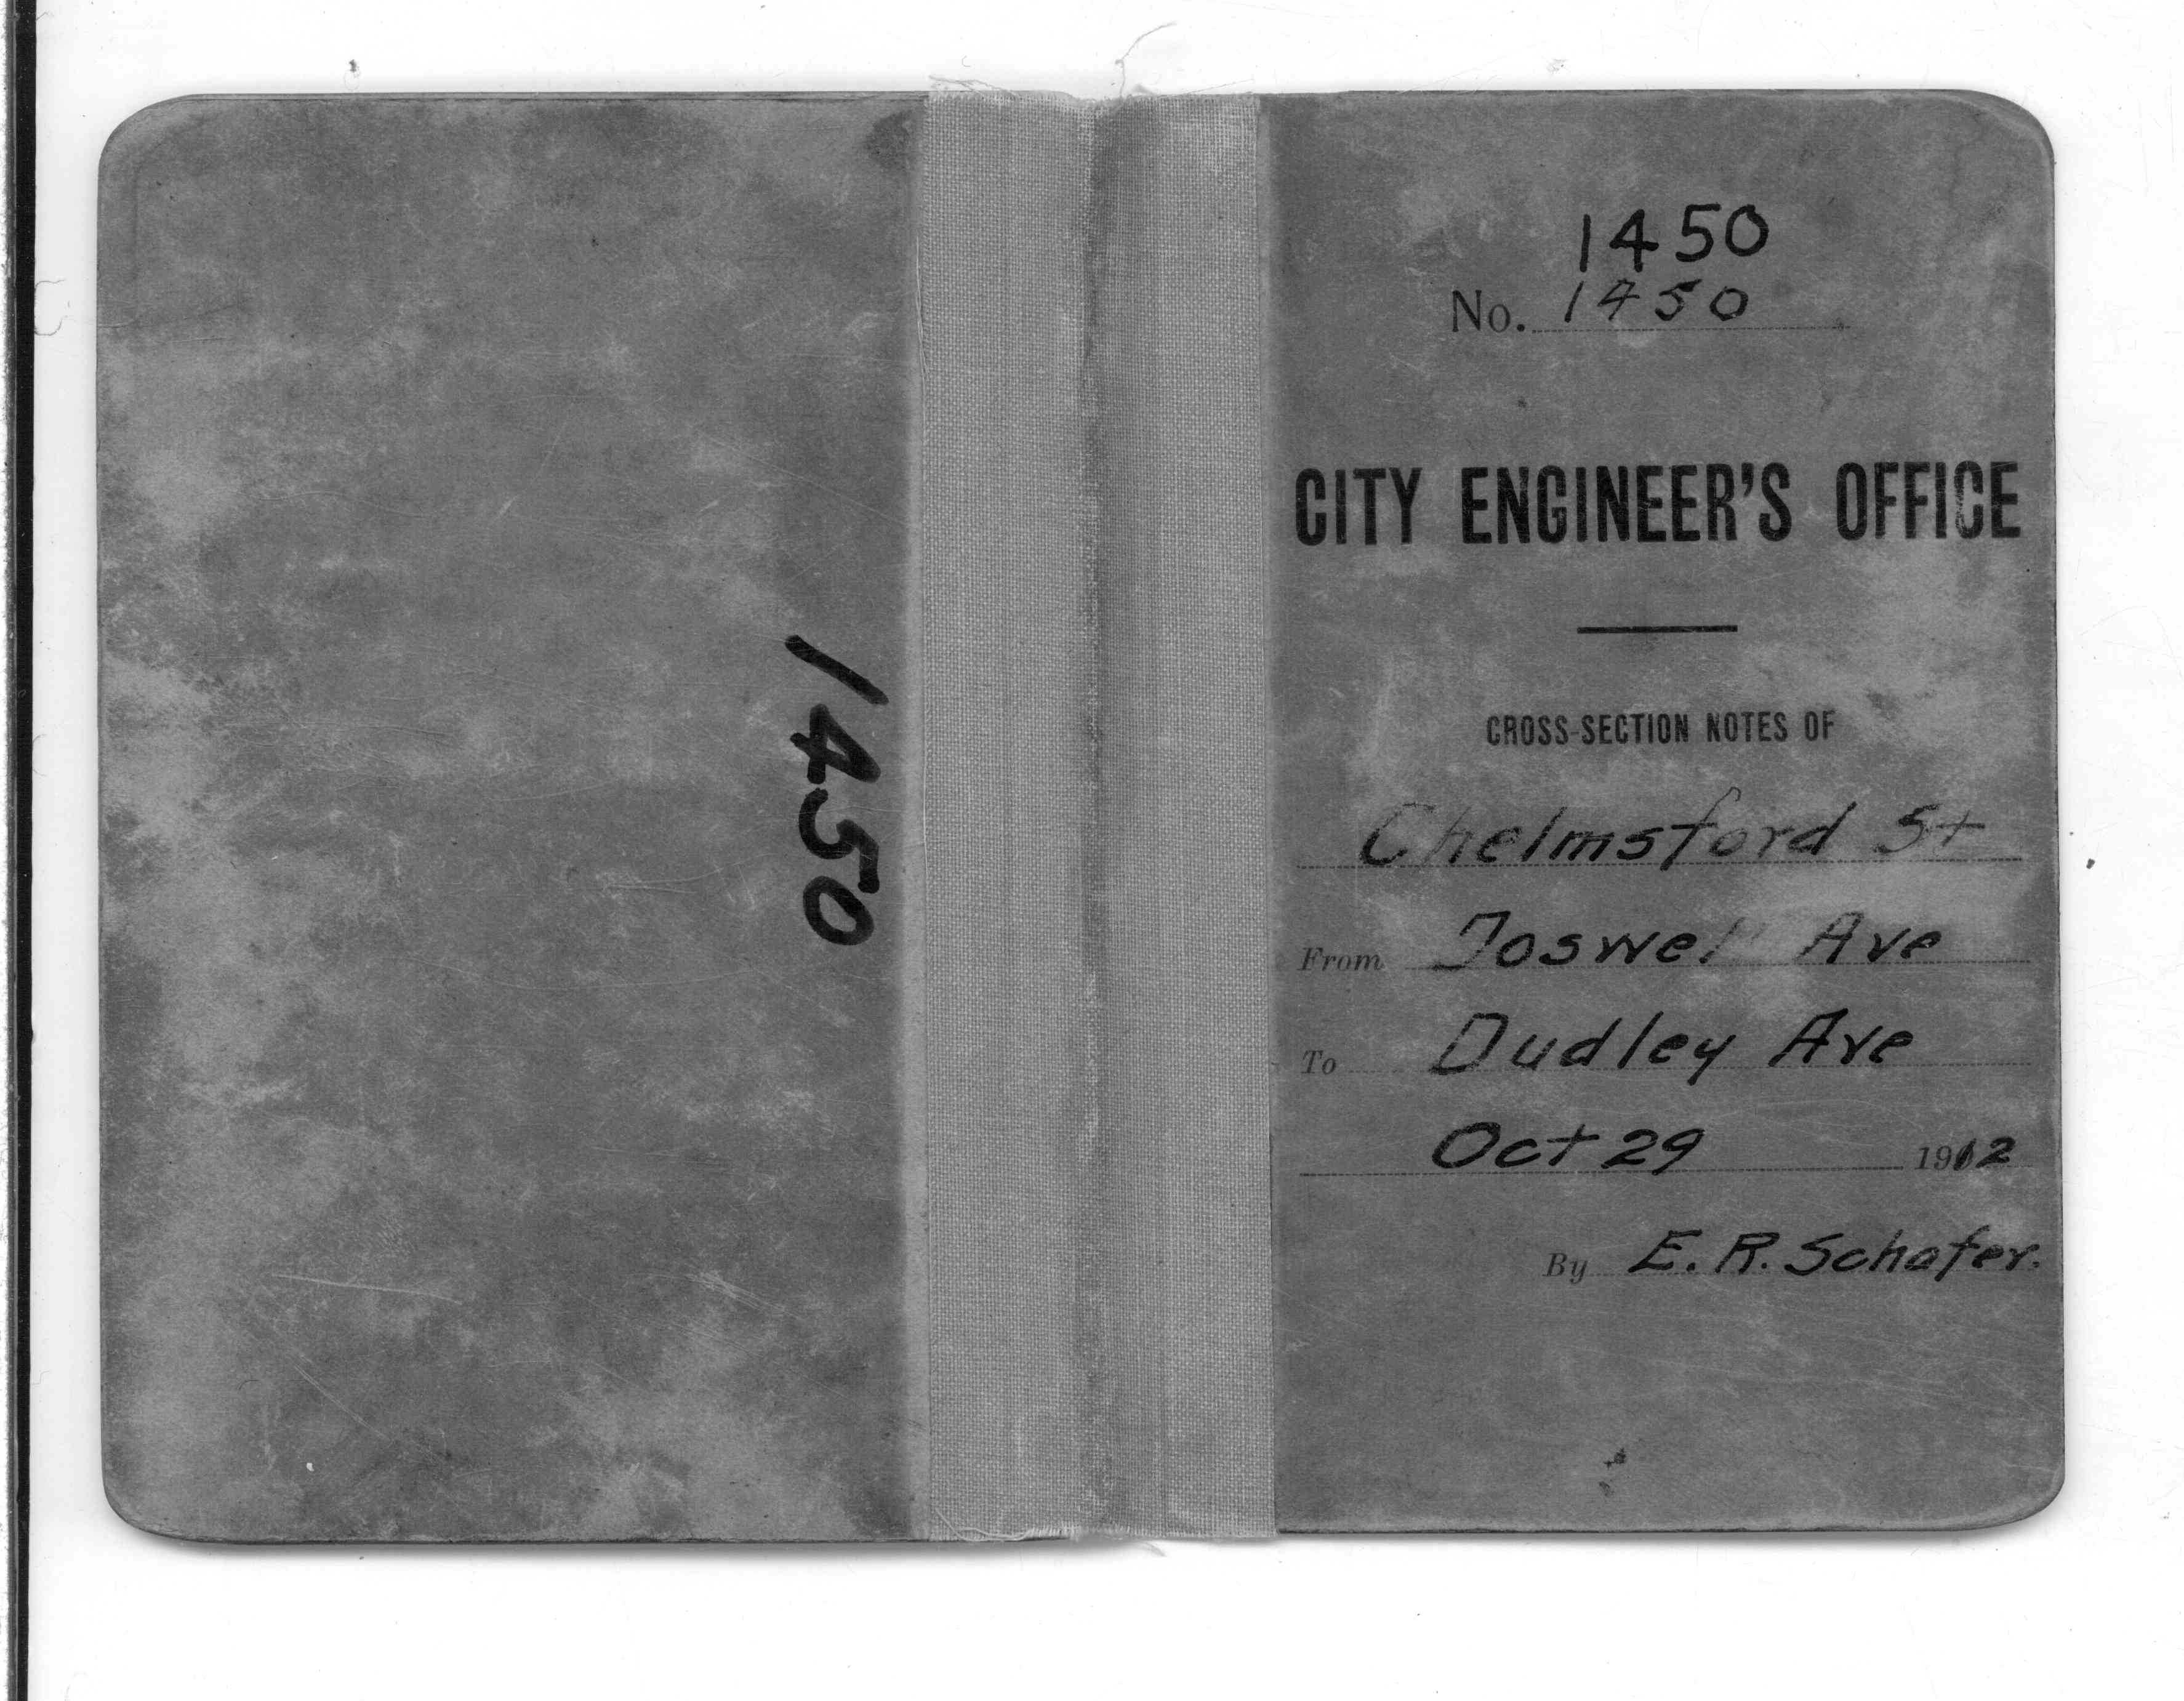 1450
1450
No. 1450
CITY ENGINEER'S OFFICE
CROSS-SECTION NOTES OF
Chelmsford St
From Joswell Ave
To Dudley Ave
Oct 29 1912
By E. R. Schafer.